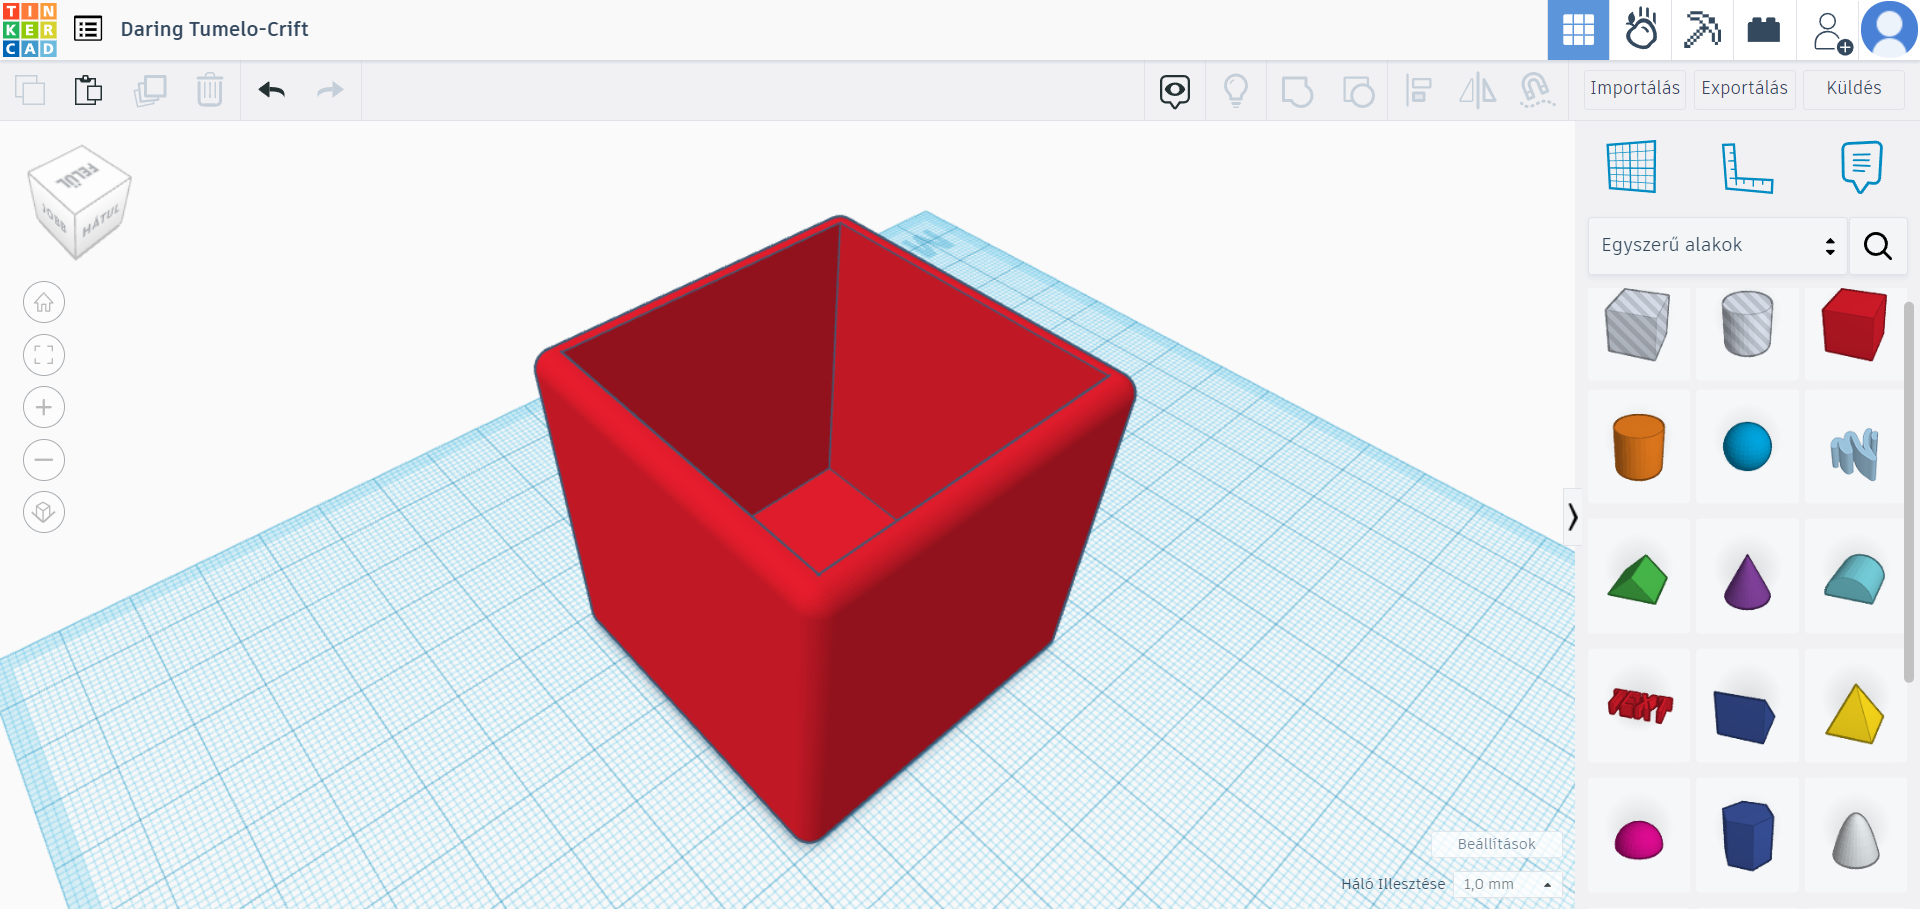 TIN
KER
CAD
Daring Tumelo-Crift
Importálás
Exportálás
Küldés
FELÜL
JOBB
HÁTUL
Egyszerű alakok
TEXT
Beállítások
Háló Illesztése
1,0 mm